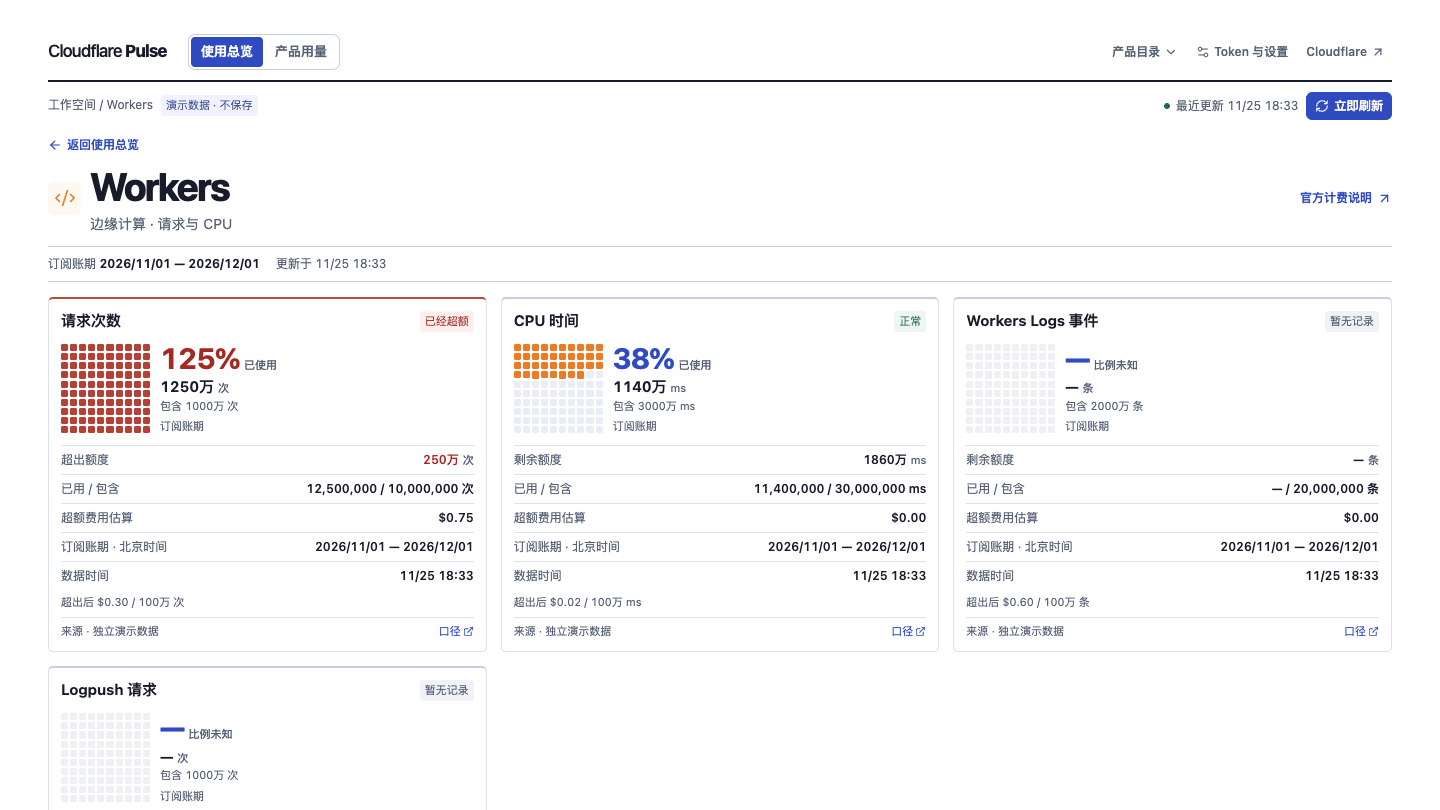 Cloudflare Pulse 使用总览 产品用量 产品目录 Token 与设置 Cloudflare
工作空间 / Workers 演示数据 · 不保存 最近更新 11/25 18:33 立即刷新
返回使用总览
Workers
边缘计算 · 请求与 CPU
官方计费说明
订阅账期 2026/11/01 — 2026/12/01 更新于 11/25 18:33
请求次数 已经超额
125% 已使用
1250万 次
包含 1000万 次
订阅账期
超出额度 250万 次
已用 / 包含 12,500,000 / 10,000,000 次
超额费用估算 $0.75
订阅账期 · 北京时间 2026/11/01 — 2026/12/01
数据时间 11/25 18:33
超出后 $0.30 / 100万 次
来源 · 独立演示数据 口径
CPU 时间 正常
38% 已使用
1140万 ms
包含 3000万 ms
订阅账期
剩余额度 1860万 ms
已用 / 包含 11,400,000 / 30,000,000 ms
超额费用估算 $0.00
订阅账期 · 北京时间 2026/11/01 — 2026/12/01
数据时间 11/25 18:33
超出后 $0.02 / 100万 ms
来源 · 独立演示数据 口径
Workers Logs 事件 暂无记录
— 比例未知
— 条
包含 2000万 条
订阅账期
剩余额度 — 条
已用 / 包含 — / 20,000,000 条
超额费用估算 $0.00
订阅账期 · 北京时间 2026/11/01 — 2026/12/01
数据时间 11/25 18:33
超出后 $0.60 / 100万 条
来源 · 独立演示数据 口径
Logpush 请求 暂无记录
— 比例未知
— 次
包含 1000万 次
订阅账期